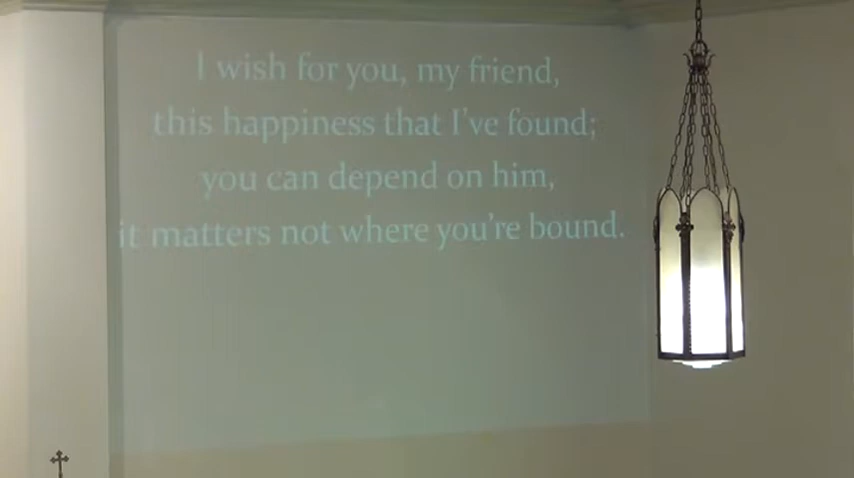 I wish for you, my friend,
this happiness that I've found;
you can depend on him,
it matters not where you're bound.